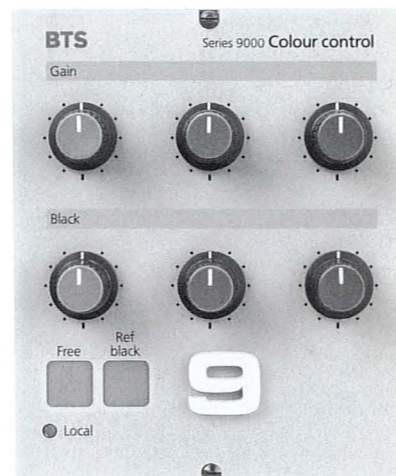 BTS Series 9000 Colour control
Gain
Black
Free Ref black
9
Local